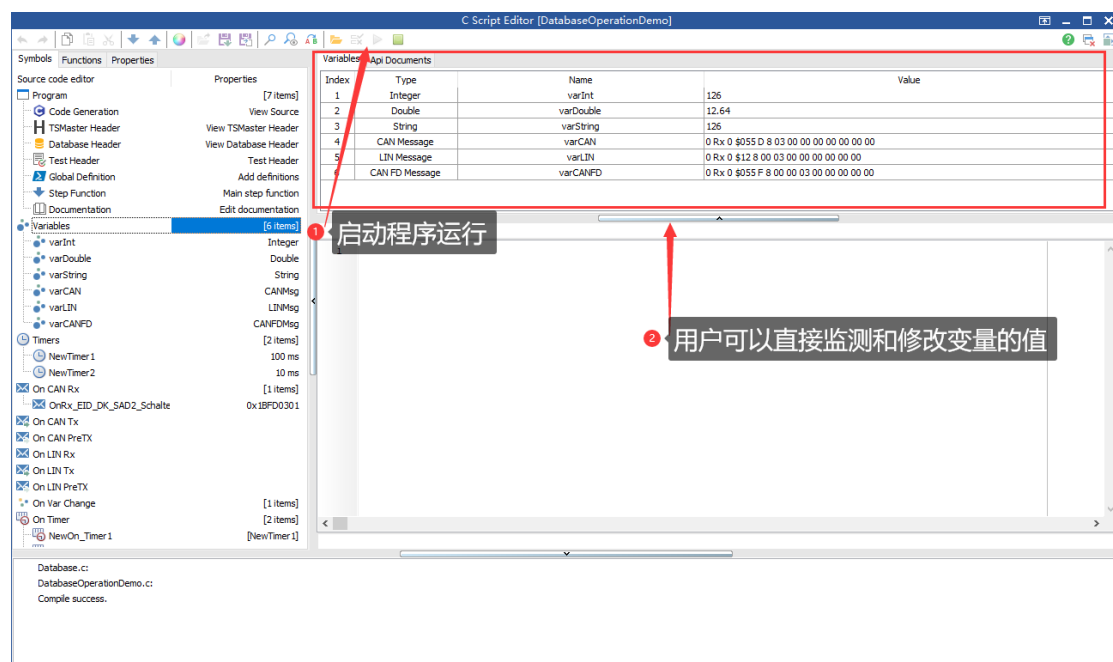 C Script Editor [DatabaseOperationDemo]
Symbols Functions Properties
Source code editor Properties
Program [7 items]
Code Generation View Source
TSMaster Header View TSMaster Header
Database Header View Database Header
Test Header Test Header
Global Definition Add definitions
Step Function Main step function
Documentation Edit documentation
Variables [6 items]
varInt Integer
varDouble Double
varString String
varCAN CANMsg
varLIN LINMsg
varCANFD CANFDMsg
Timers [2 items]
NewTimer1 100 ms
NewTimer2 10 ms
On CAN Rx [1 items]
OnRx_EID_DK_SAD2_Schalte 0x1BFD0301
On CAN Tx
On CAN PreTX
On LIN Rx
On LIN Tx
On LIN PreTX
On Var Change [1 items]
On Timer [2 items]
NewOn_Timer1 [NewTimer1]
Variables Api Documents
Index Type Name Value
1 Integer varInt 126
2 Double varDouble 12.64
3 String varString 126
4 CAN Message varCAN 0 Rx 0 $055 D 8 03 00 00 00 00 00 00 00
5 LIN Message varLIN 0 Rx 0 $12 8 00 03 00 00 00 00 00 00
6 CAN FD Message varCANFD 0 Rx 0 $055 F 8 00 00 03 00 00 00 00 00
1 启动程序运行
1
2 用户可以直接监测和修改变量的值
Database.c:
DatabaseOperationDemo.c:
Compile success.